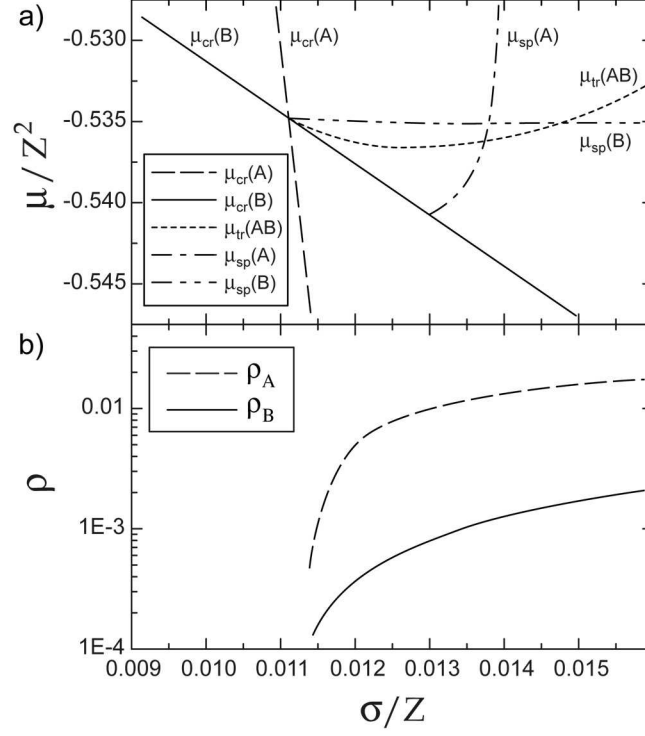 a)
-0.530
-0.535
-0.540
-0.545
μ/Z²
μcr(B)
μcr(A)
μsp(A)
μtr(AB)
μsp(B)
μcr(A)
μcr(B)
μtr(AB)
μsp(A)
μsp(B)
b)
ρA
ρB
0.01
1E-3
1E-4
ρ
0.009 0.010 0.011 0.012 0.013 0.014 0.015
σ/Z